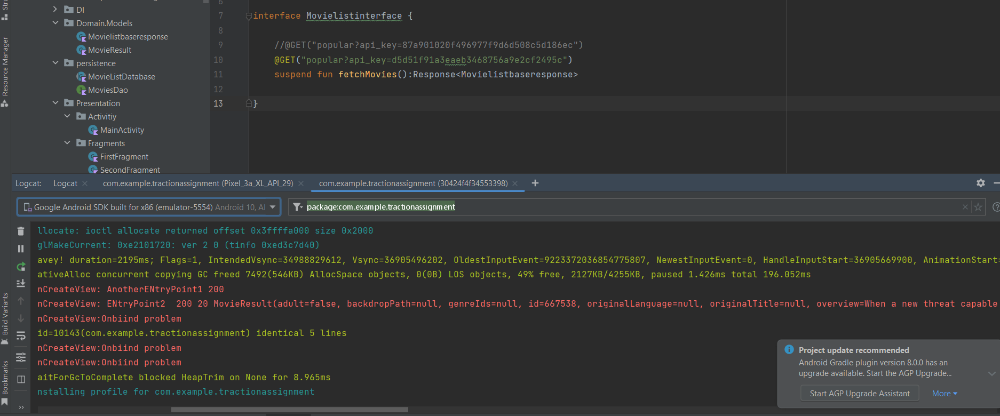 DI
Domain.Models
Movielistbaseresponse
MovieResult
persistence
MovieListDatabase
MoviesDao
Presentation
Activitiy
MainActivity
Fragments
FirstFragment
SecondFragment
Resource Manager
Build Variants
Bookmarks
6
7 interface Movielistinterface {
8
9 //@GET("popular?api_key=87a901020f496977f9d6d508c5d186ec")
10 @GET("popular?api_key=d5d51f91a3eaeb3468756a9e2cf2495c")
11 suspend fun fetchMovies():Response<Movielistbaseresponse>
12
13 }
Logcat: Logcat com.example.tractionassignment (Pixel_3a_XL_API_29) com.example.tractionassignment (30424f4f34553398)
Google Android SDK built for x86 (emulator-5554) Android 10, AI package:com.example.tractionassignment
llocate: ioctl allocate returned offset 0x3ffffa000 size 0x2000
glMakeCurrent: 0xe2101720: ver 2 0 (tinfo 0xed3c7d40)
avey! duration=2195ms; Flags=1, IntendedVsync=34988829612, Vsync=36905496202, OldestInputEvent=9223372036854775807, NewestInputEvent=0, HandleInputStart=36905669900, AnimationStart=
ativeAlloc concurrent copying GC freed 7492(546KB) AllocSpace objects, 0(0B) LOS objects, 49% free, 2127KB/4255KB, paused 1.426ms total 196.052ms
nCreateView: AnotherENtryPoint1 200
nCreateView: ENtryPoint2  200 20 MovieResult(adult=false, backdropPath=null, genreIds=null, id=667538, originalLanguage=null, originalTitle=null, overview=When a new threat capable
nCreateView:Onbiind problem
id=10143(com.example.tractionassignment) identical 5 lines
nCreateView:Onbiind problem
nCreateView:Onbiind problem
aitForGcToComplete blocked HeapTrim on None for 8.965ms
nstalling profile for com.example.tractionassignment
Project update recommended
Android Gradle plugin version 8.0.0 has an
upgrade available. Start the AGP Upgrade...
Start AGP Upgrade Assistant More